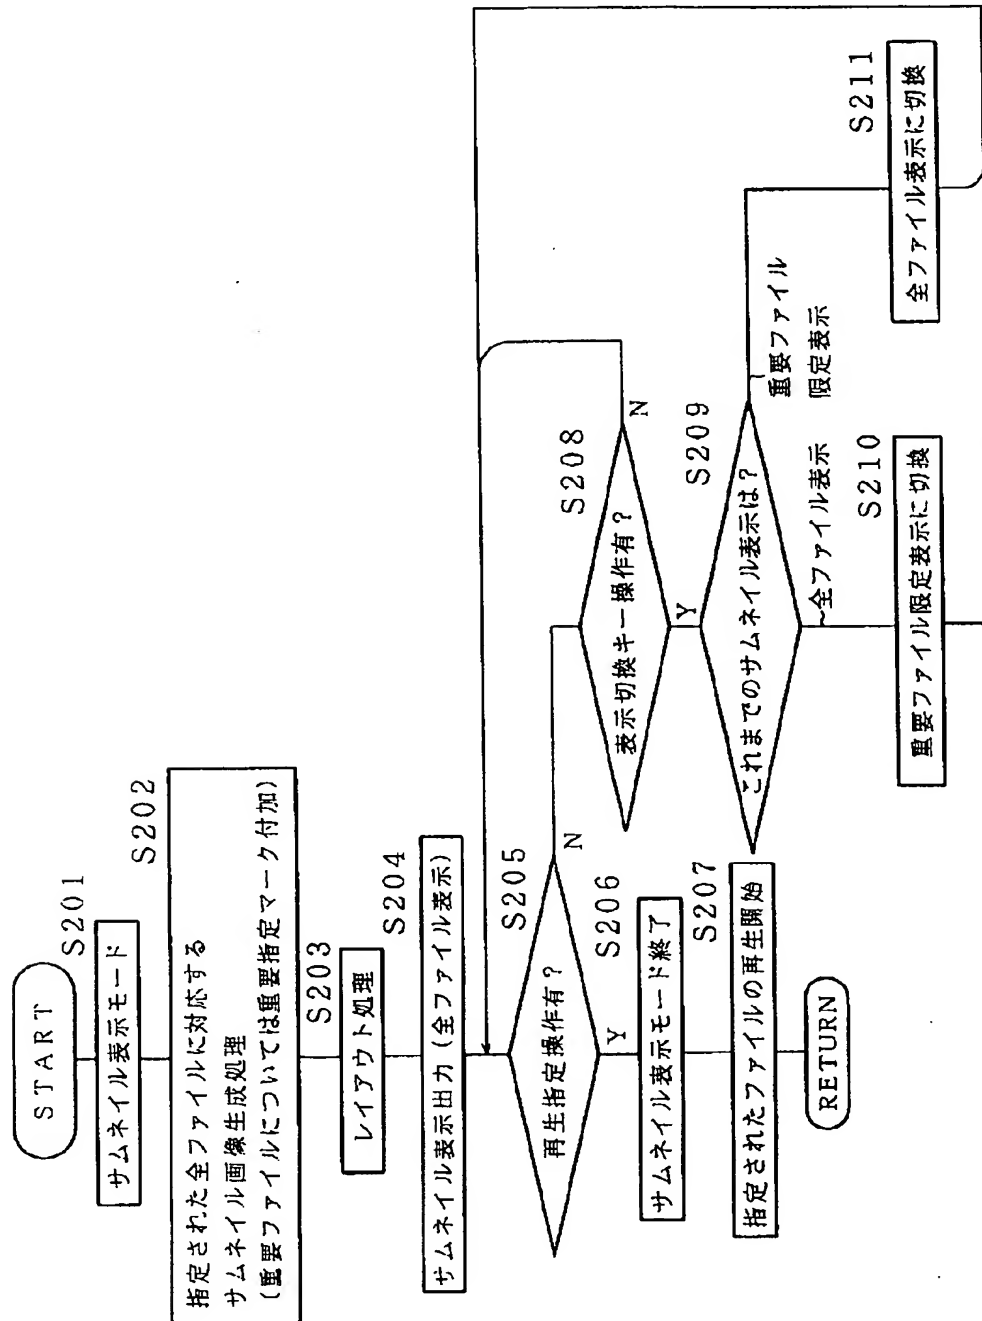 START
S201
サムネイル表示モード
S202
指定された全ファイルに対応する
サムネイル画像生成処理
(重要ファイルについては重要指定マーク付加)
S203
レイアウト処理
S204
サムネイル表示出力(全ファイル表示)
S205
再生指定操作有?
N
Y
S206
サムネイル表示モード終了
S207
指定されたファイルの再生開始
RETURN
S208
表示切換キー操作有?
N
Y
S209
これまでのサムネイル表示は?
重要ファイル
限定表示
~全ファイル表示
S210
重要ファイル限定表示に切換
S211
全ファイル表示に切換